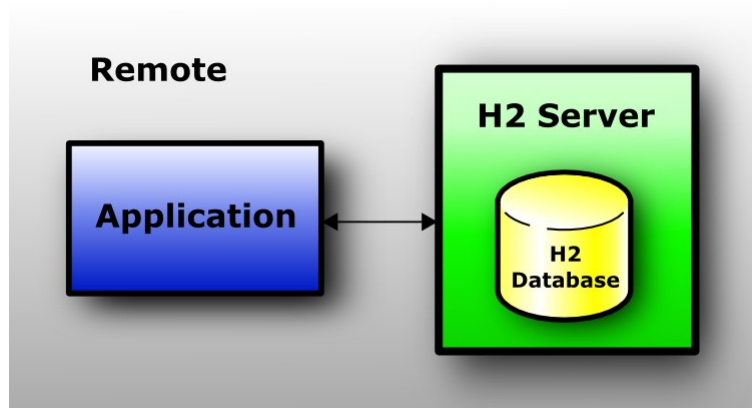 Remote
H2 Server
Application
H2
Database